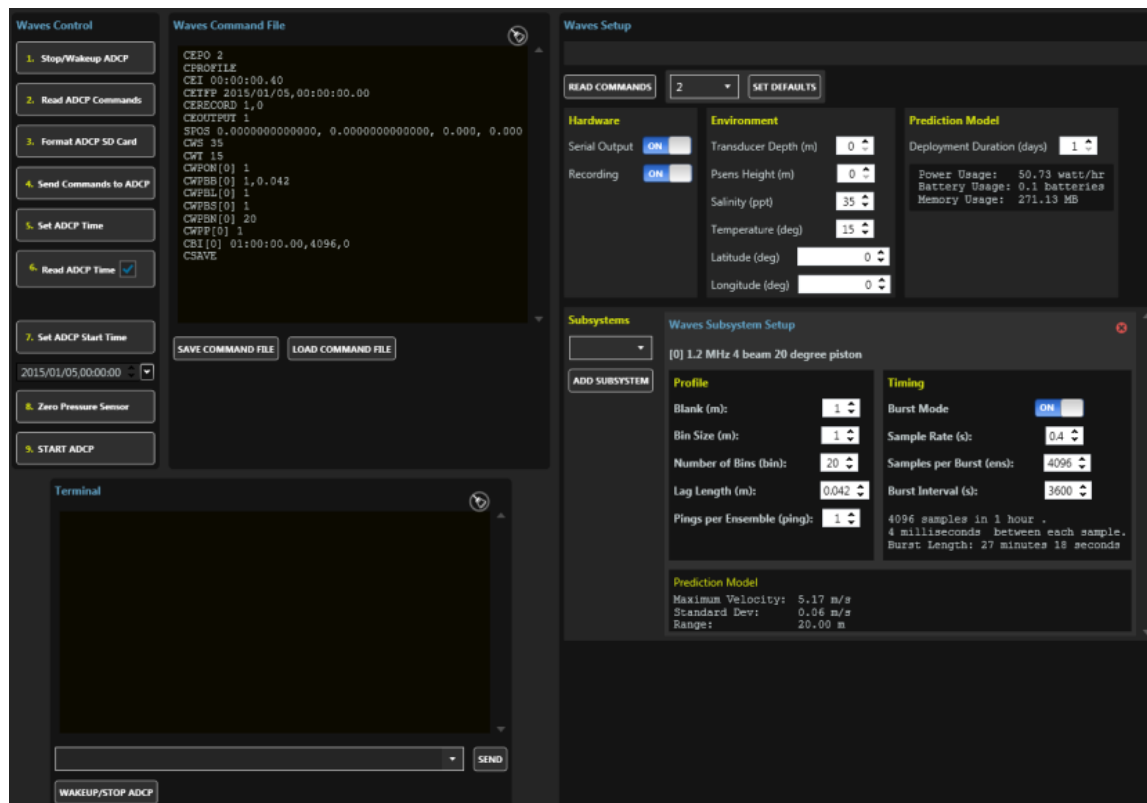 Waves Control
1. Stop/Wakeup ADCP
2. Read ADCP Commands
3. Format ADCP SD Card
4. Send Commands to ADCP
5. Set ADCP Time
6. Read ADCP Time
7. Set ADCP Start Time
2015/01/05,00:00:00
8. Zero Pressure Sensor
9. START ADCP
Waves Command File
CEPO 2
CPROFILE
CEI 00:00:00.40
CETFP 2015/01/05,00:00:00.00
CERECORD 1,0
CEOUTPUT 1
SPOS 0.0000000000000, 0.0000000000000, 0.000, 0.000
CWS 35
CWT 15
CWPON[0] 1
CWPBB[0] 1,0.042
CWPBL[0] 1
CWPBS[0] 1
CWPBN[0] 20
CWPP[0] 1
CBI[0] 01:00:00.00,4096,0
CSAVE
SAVE COMMAND FILE LOAD COMMAND FILE
Terminal
SEND
WAKEUP/STOP ADCP
Waves Setup
READ COMMANDS 2 SET DEFAULTS
Hardware
Serial Output ON
Recording ON
Environment
Transducer Depth (m) 0
Psens Height (m) 0
Salinity (ppt) 35
Temperature (deg) 15
Latitude (deg) 0
Longitude (deg) 0
Prediction Model
Deployment Duration (days) 1
Power Usage: 50.73 watt/hr
Battery Usage: 0.1 batteries
Memory Usage: 271.13 MB
Subsystems
ADD SUBSYSTEM
Waves Subsystem Setup
[0] 1.2 MHz 4 beam 20 degree piston
Profile
Blank (m): 1
Bin Size (m): 1
Number of Bins (bin): 20
Lag Length (m): 0.042
Pings per Ensemble (ping): 1
Timing
Burst Mode ON
Sample Rate (s): 0.4
Samples per Burst (ens): 4096
Burst Interval (s): 3600
4096 samples in 1 hour .
4 milliseconds between each sample.
Burst Length: 27 minutes 18 seconds
Prediction Model
Maximum Velocity: 5.17 m/s
Standard Dev: 0.06 m/s
Range: 20.00 m